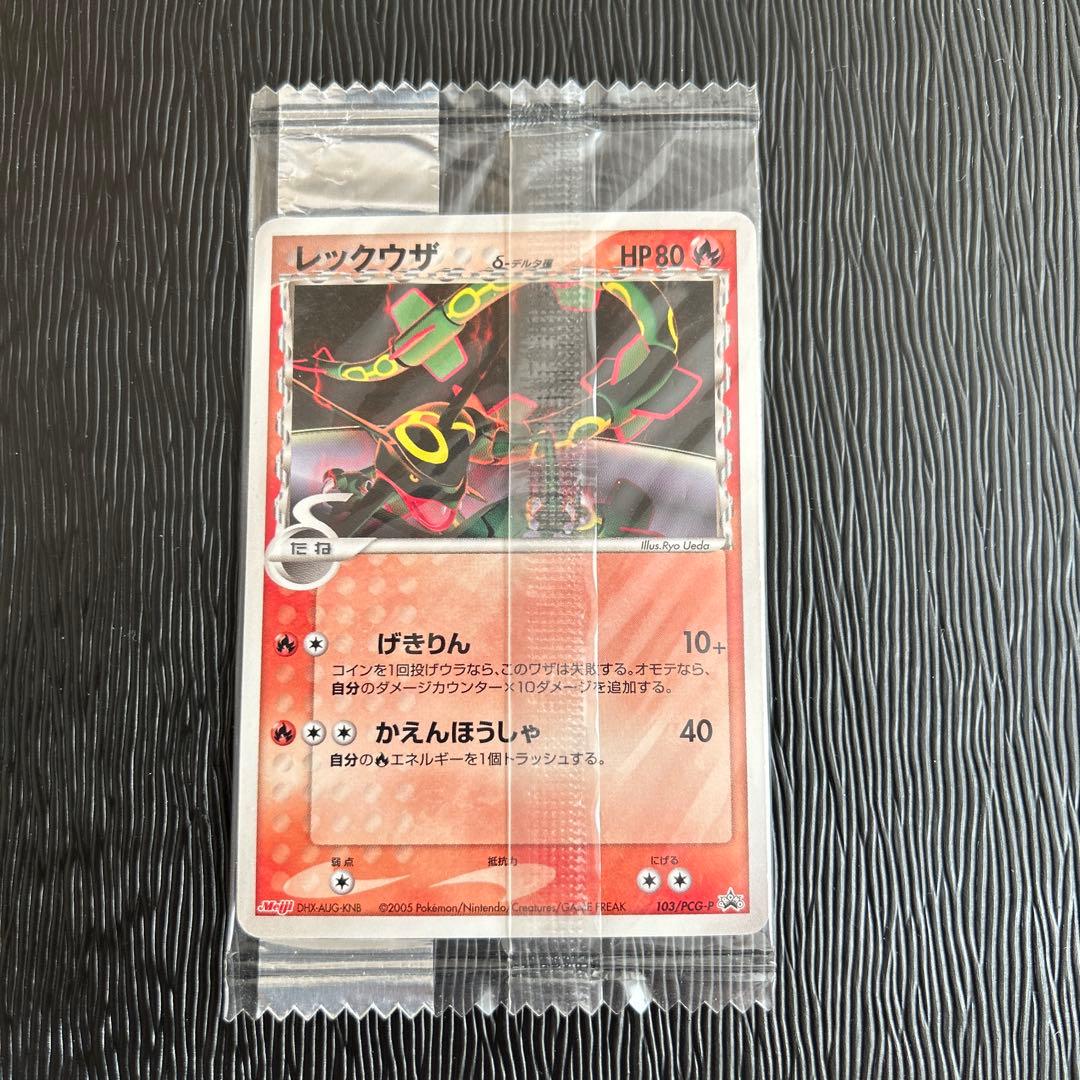 レックウザ δ-デルタ種 HP80
たね
Illus.Ryo Ueda
げきりん 10+
コインを1回投げウラなら、このワザは失敗する。オモテなら、
自分のダメージカウンター×10ダメージを追加する。
かえんほうしゃ 40
自分のエネルギーを1個トラッシュする。
弱点 抵抗力 にげる
Meiji DHX-AUG-KNB ©2005 Pokémon/Nintendo/Creatures/GAME FREAK 103/PCG-P